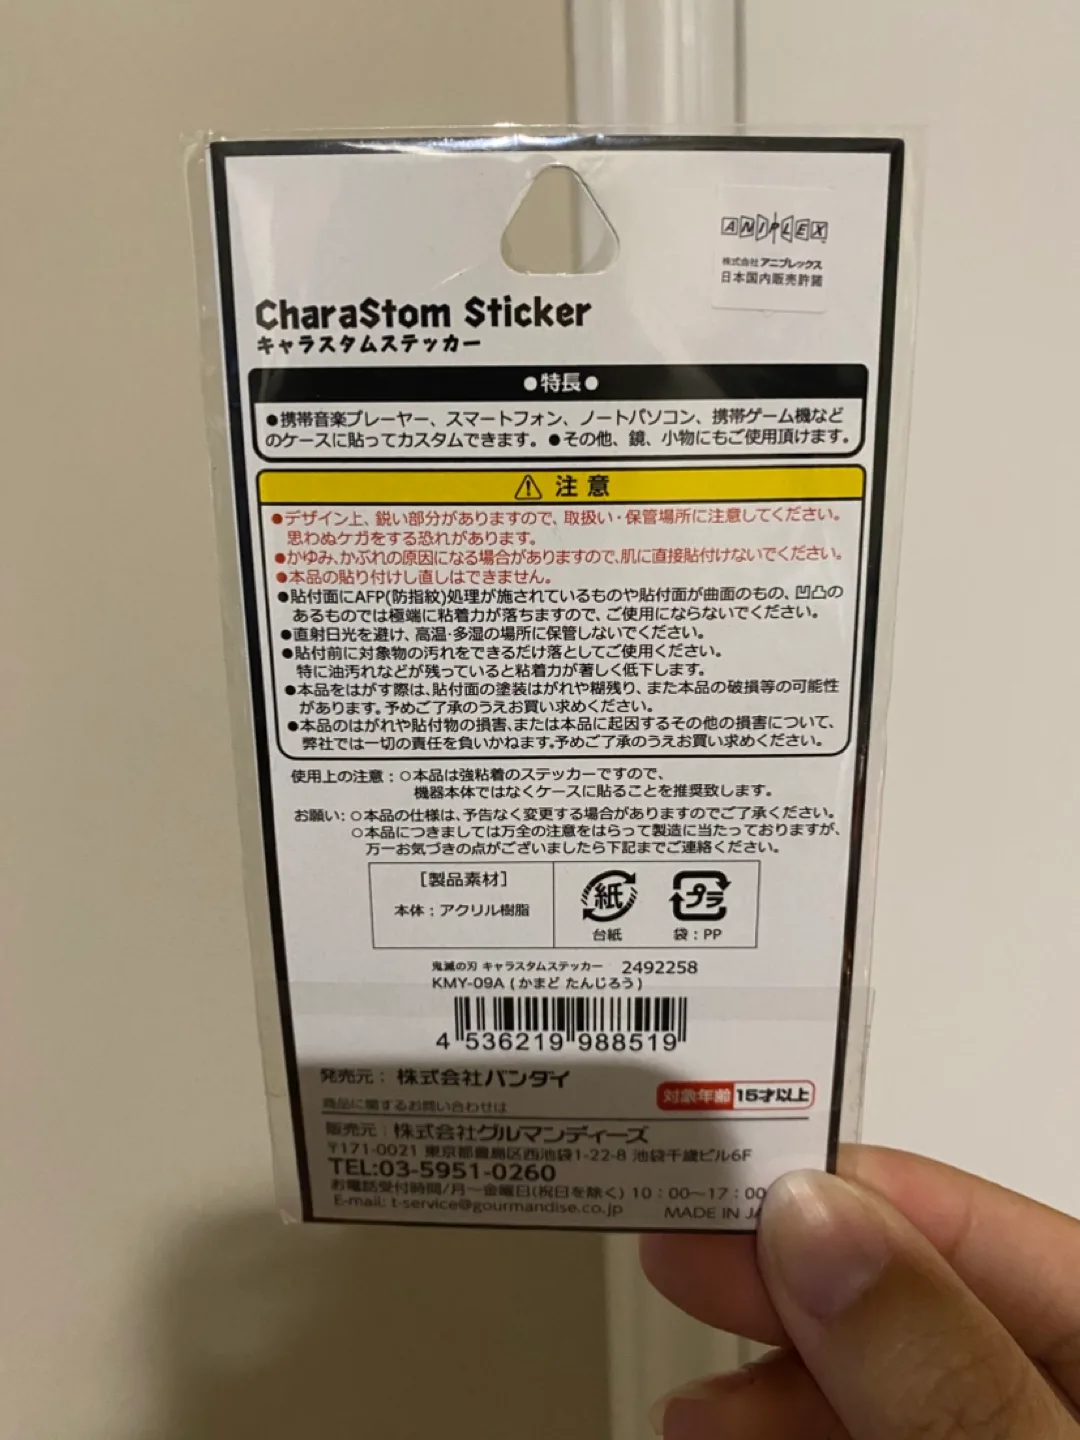 ANIPLEX
株式会社アニプレックス
日本国内販売許諾
CharaStom Sticker
キャラスタムステッカー
●特長●
●携帯音楽プレーヤー、スマートフォン、ノートパソコン、携帯ゲーム機など
のケースに貼ってカスタムできます。●その他、鏡、小物にもご使用頂けます。
注意
●デザイン上、鋭い部分がありますので、取扱い・保管場所に注意してください。
思わぬケガをする恐れがあります。
●かゆみ、かぶれの原因になる場合がありますので、肌に直接貼付けないでください。
●本品の貼り付けし直しはできません。
●貼付面にAFP(防指紋)処理が施されているものや貼付面が曲面のもの、凹凸の
あるものでは極端に粘着力が落ちますので、ご使用にならないでください。
●直射日光を避け、高温・多湿の場所に保管しないでください。
●貼付前に対象物の汚れをできるだけ落としてご使用ください。
特に油汚れなどが残っていると粘着力が著しく低下します。
●本品をはがす際は、貼付面の塗装はがれや糊残り、また本品の破損等の可能性
があります。予めご了承のうえお買い求めください。
●本品のはがれや貼付物の損害、または本品に起因するその他の損害について、
弊社では一切の責任を負いかねます。予めご了承のうえお買い求めください。
使用上の注意：○本品は強粘着のステッカーですので、
機器本体ではなくケースに貼ることを推奨致します。
お願い：○本品の仕様は、予告なく変更する場合がありますのでご了承ください。
○本品につきましては万全の注意をはらって製造に当たっておりますが、
万一お気づきの点がございましたら下記までご連絡ください。
［製品素材］
本体：アクリル樹脂
紙
台紙
プラ
袋：PP
鬼滅の刃 キャラスタムステッカー 2492258
KMY-09A (かまど たんじろう)
4 536219 988519
発売元：株式会社バンダイ
対象年齢 15才以上
商品に関するお問い合わせは
販売元：株式会社グルマンディーズ
〒171-0021 東京都豊島区西池袋1-22-8 池袋千歳ビル6F
TEL:03-5951-0260
お電話受付時間/月～金曜日(祝日を除く) 10：00～17：00
E-mail: t-service@gourmandise.co.jp MADE IN JA